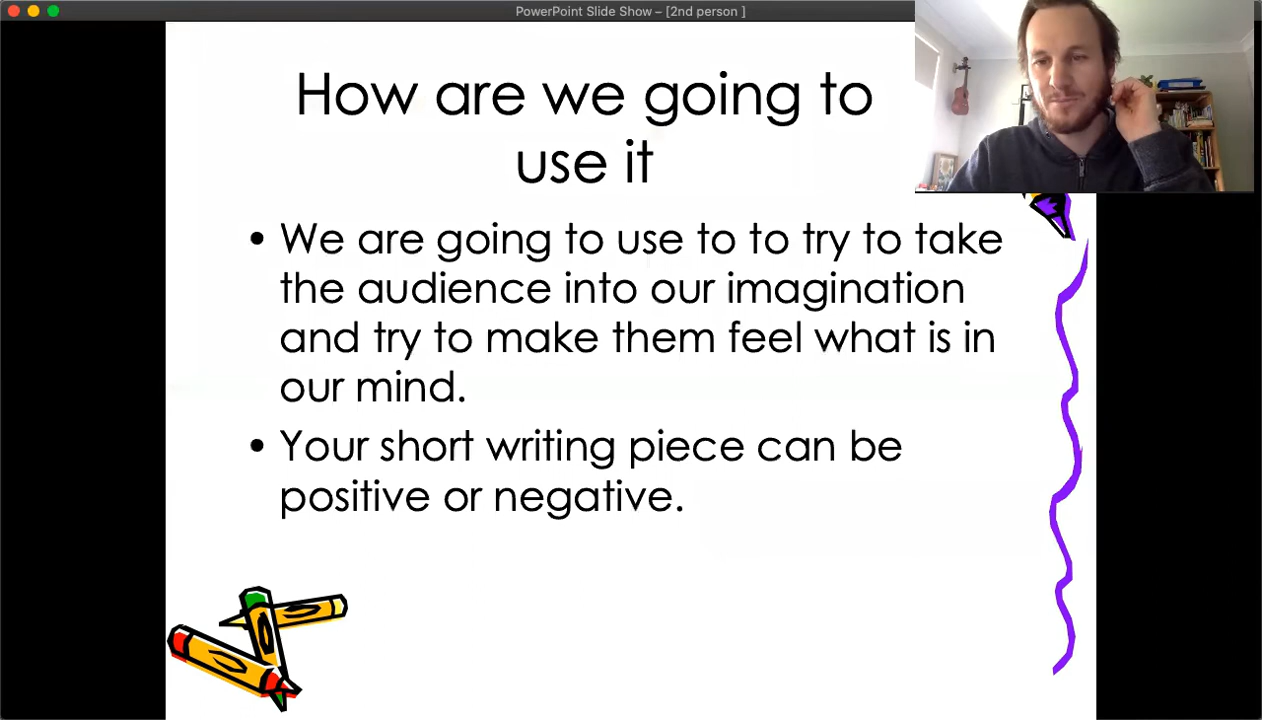 PowerPoint Slide Show – [2nd person ]
How are we going to
use it
• We are going to use to to try to take
the audience into our imagination
and try to make them feel what is in
our mind.
• Your short writing piece can be
positive or negative.